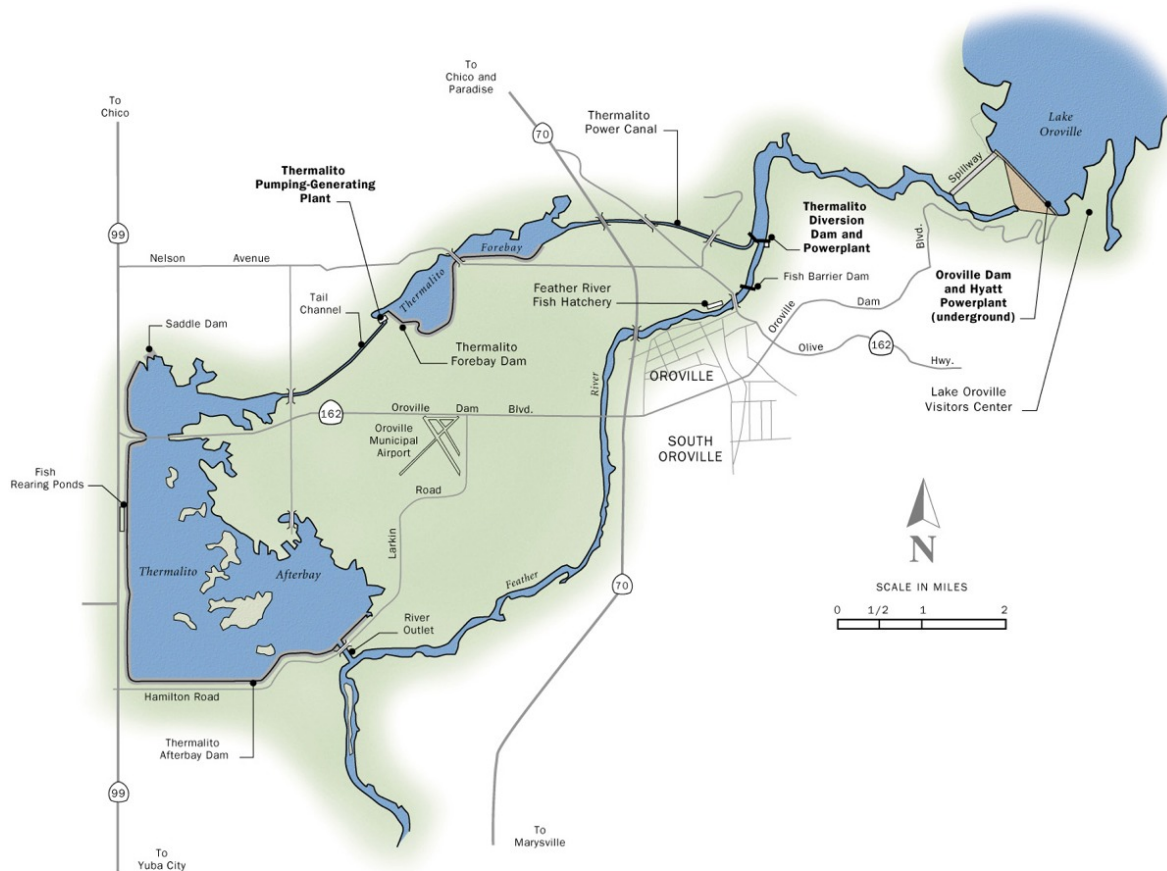 To
Chico and
Paradise
To
Chico
70
Thermalito
Power Canal
Lake
Oroville
Spillway
Thermalito
Pumping-Generating
Plant
99
Nelson Avenue
Forebay
Thermalito
Thermalito
Diversion
Dam and
Powerplant
Blvd.
Fish Barrier Dam
Oroville Dam
and Hyatt
Powerplant
(underground)
Tail
Channel
Feather River
Fish Hatchery
Oroville
Dam
Saddle Dam
Thermalito
Forebay Dam
Olive
162
Hwy.
River
OROVILLE
Lake Oroville
Visitors Center
162
Oroville Dam Blvd.
Oroville
Municipal
Airport
SOUTH
OROVILLE
Fish
Rearing Ponds
Road
Larkin
N
Thermalito
Afterbay
Feather
70
SCALE IN MILES
0 1/2 1 2
River
Outlet
Hamilton Road
Thermalito
Afterbay Dam
99
To
Marysville
To
Yuba City